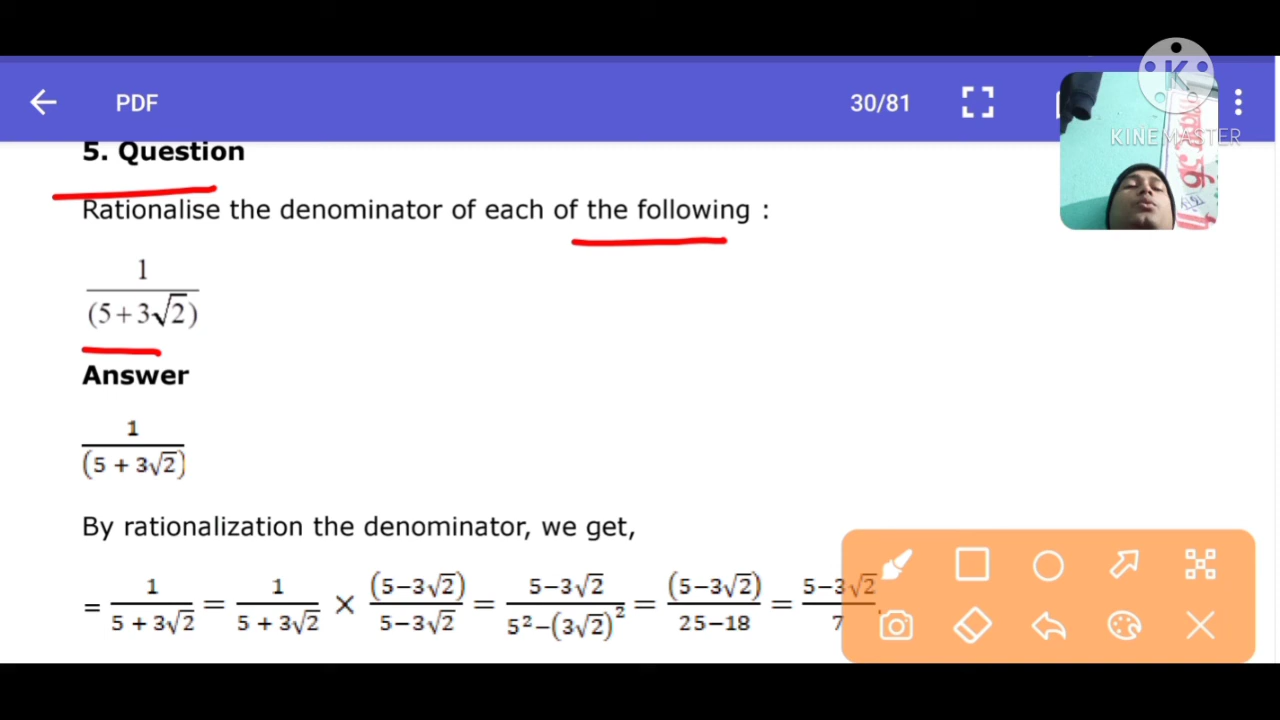 PDF
30/81
K
KINEMASTER
5. Question
Rationalise the denominator of each of the following :
1
(5+3√2)
Answer
1
(5 + 3√2)
By rationalization the denominator, we get,
= 1/(5 + 3√2) = 1/(5 + 3√2) × (5−3√2)/(5−3√2) = (5−3√2)/(5²−(3√2)²) = (5−3√2)/(25−18) = (5−3√2)/7